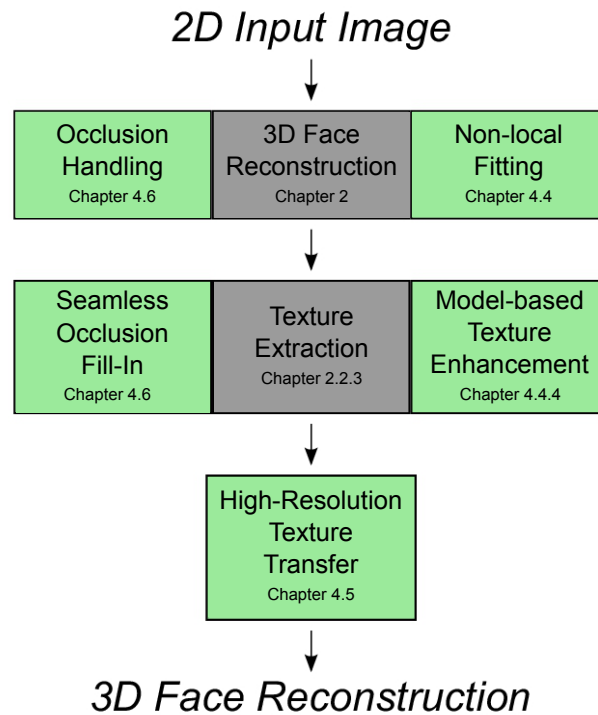 2D Input Image
Occlusion
Handling
Chapter 4.6
3D Face
Reconstruction
Chapter 2
Non-local
Fitting
Chapter 4.4
Seamless
Occlusion
Fill-In
Chapter 4.6
Texture
Extraction
Chapter 2.2.3
Model-based
Texture
Enhancement
Chapter 4.4.4
High-Resolution
Texture
Transfer
Chapter 4.5
3D Face Reconstruction